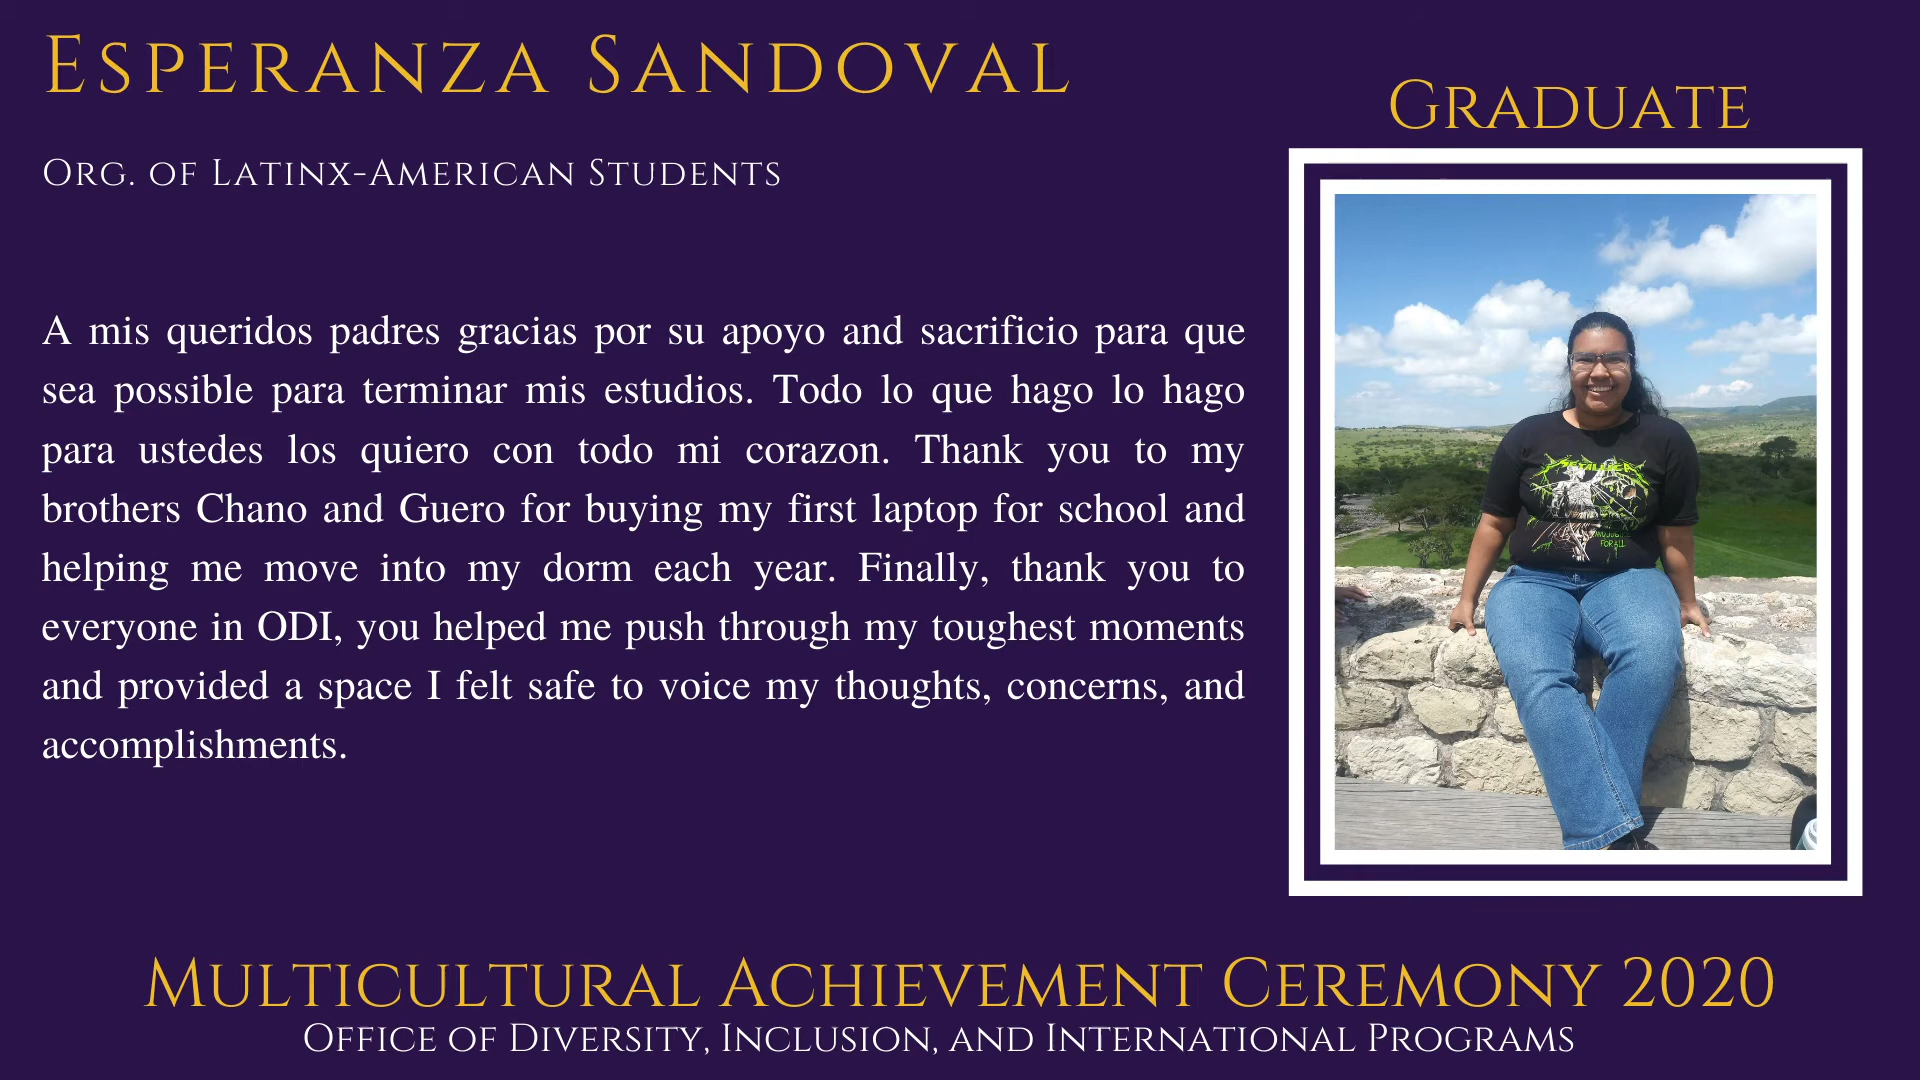 Esperanza Sandoval
Graduate
Org. of Latinx-American Students
A mis queridos padres gracias por su apoyo and sacrificio para que
sea possible para terminar mis estudios. Todo lo que hago lo hago
para ustedes los quiero con todo mi corazon. Thank you to my
brothers Chano and Guero for buying my first laptop for school and
helping me move into my dorm each year. Finally, thank you to
everyone in ODI, you helped me push through my toughest moments
and provided a space I felt safe to voice my thoughts, concerns, and
accomplishments.
METALLICA
FOR ALL
Multicultural Achievement Ceremony 2020
Office of Diversity, Inclusion, and International Programs